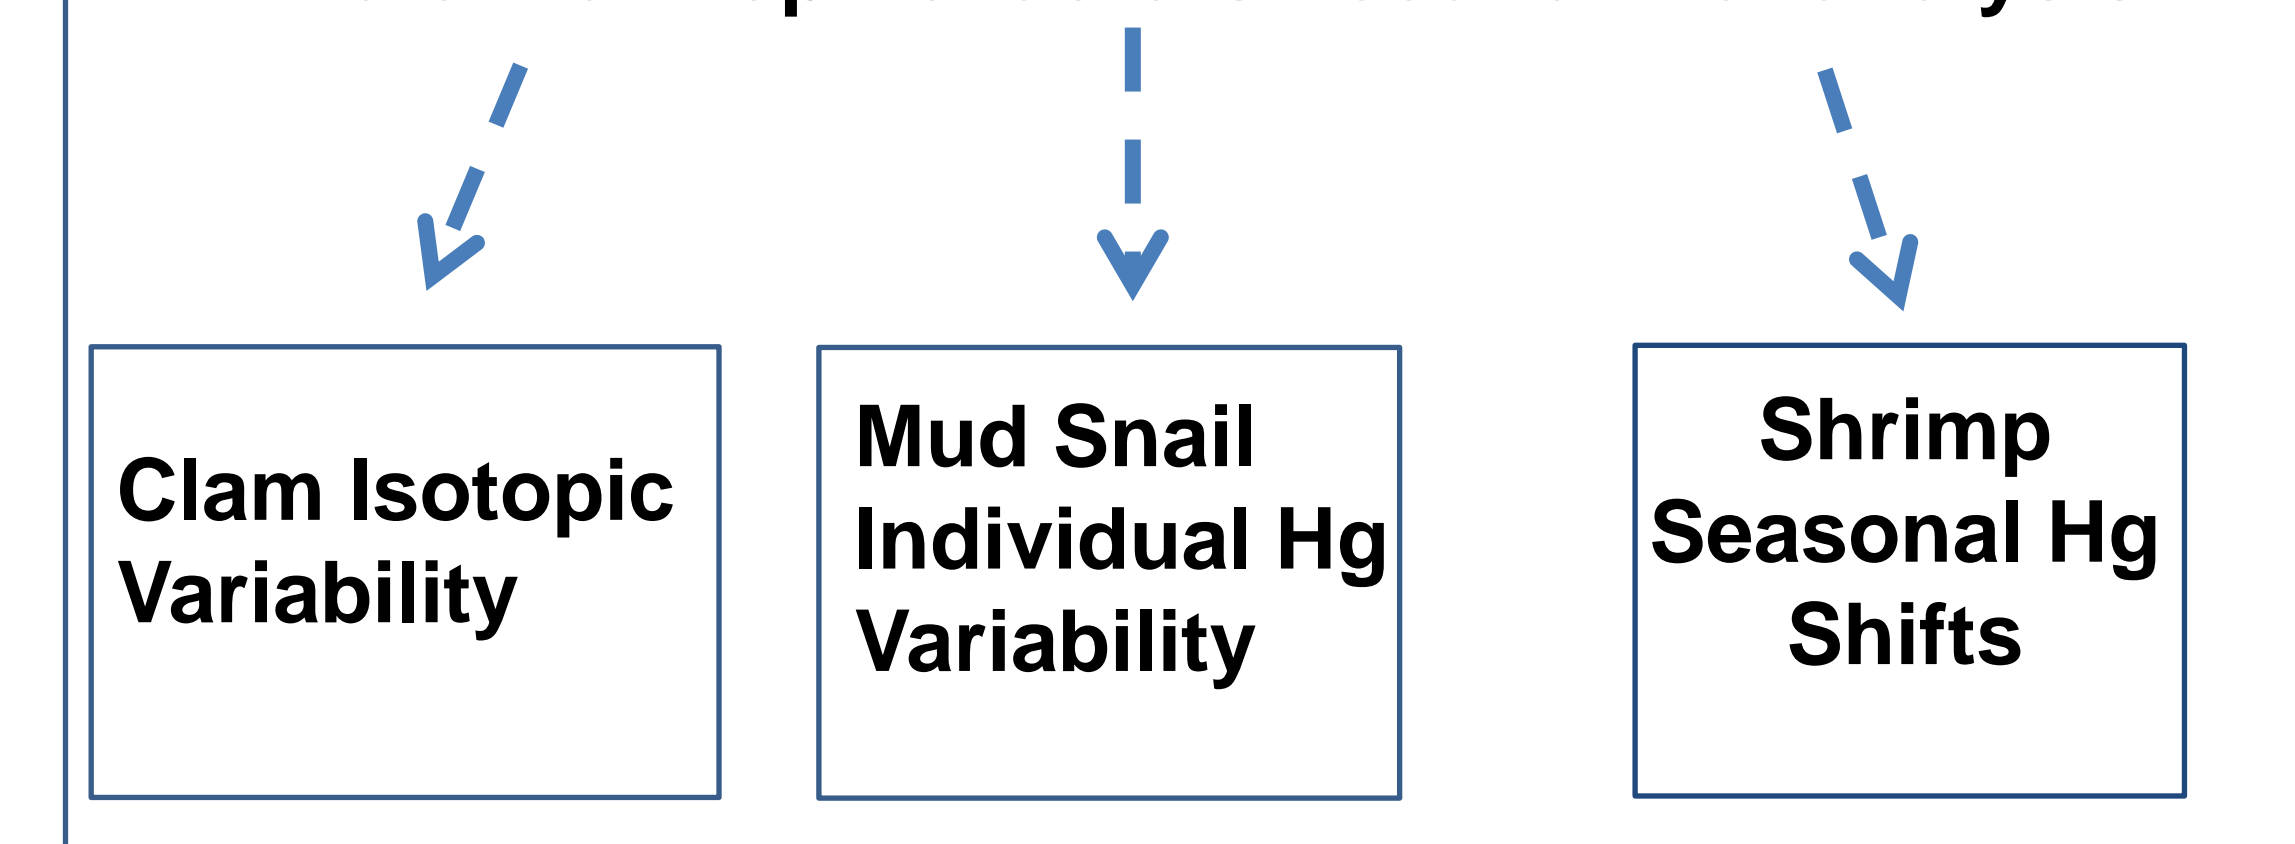 Clam Isotopic
Variability
Mud Snail
Individual Hg
Variability
Shrimp
Seasonal Hg
Shifts